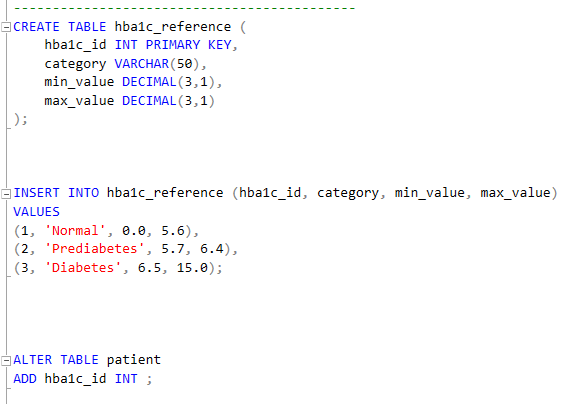 --------------------------------------------
CREATE TABLE hba1c_reference (
    hba1c_id INT PRIMARY KEY,
    category VARCHAR(50),
    min_value DECIMAL(3,1),
    max_value DECIMAL(3,1)
);
INSERT INTO hba1c_reference (hba1c_id, category, min_value, max_value)
VALUES
(1, 'Normal', 0.0, 5.6),
(2, 'Prediabetes', 5.7, 6.4),
(3, 'Diabetes', 6.5, 15.0);
ALTER TABLE patient
ADD hba1c_id INT ;